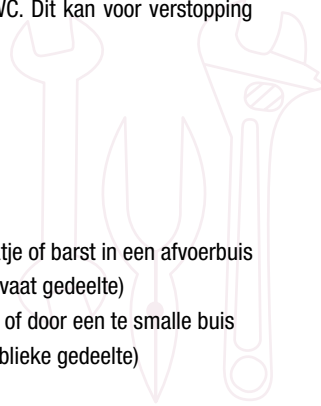 WC. Dit kan voor verstopping
tje of barst in een afvoerbuis
vaat gedeelte)
of door een te smalle buis
blieke gedeelte)